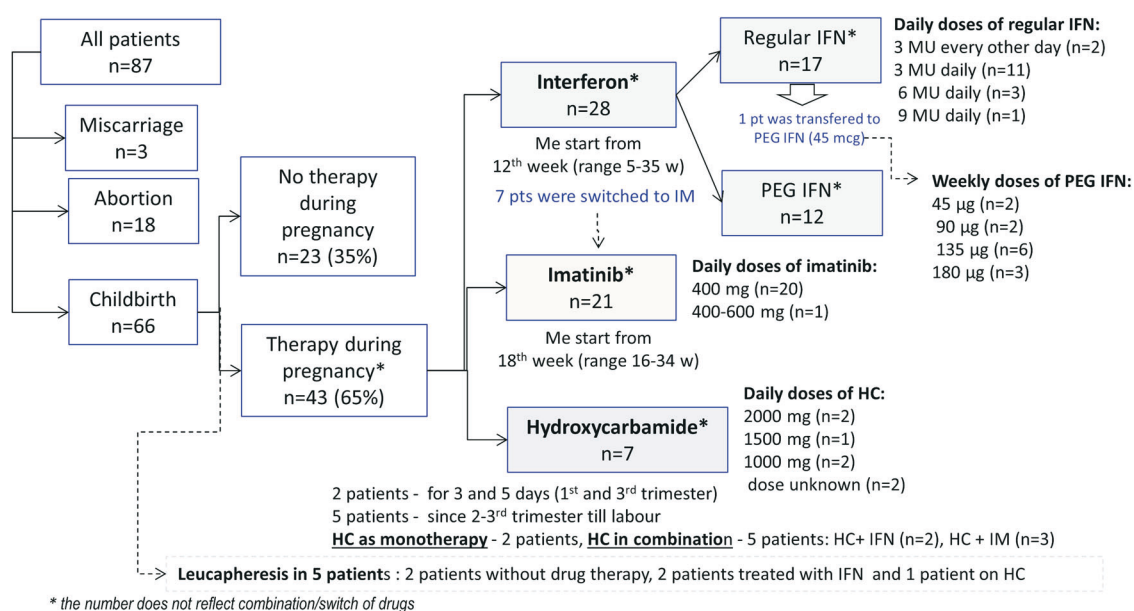 All patients
n=87
Miscarriage
n=3
Abortion
n=18
Childbirth
n=66
No therapy
during
pregnancy
n=23 (35%)
Therapy during
pregnancy*
n=43 (65%)
Interferon*
n=28
Me start from
12th week (range 5-35 w)
7 pts were switched to IM
Regular IFN*
n=17
1 pt was transfered to
PEG IFN (45 mcg)
Daily doses of regular IFN:
3 MU every other day (n=2)
3 MU daily (n=11)
6 MU daily (n=3)
9 MU daily (n=1)
PEG IFN*
n=12
Weekly doses of PEG IFN:
45 µg (n=2)
90 µg (n=2)
135 µg (n=6)
180 µg (n=3)
Imatinib*
n=21
Me start from
18th week (range 16-34 w)
Daily doses of imatinib:
400 mg (n=20)
400-600 mg (n=1)
Hydroxycarbamide*
n=7
Daily doses of HC:
2000 mg (n=2)
1500 mg (n=1)
1000 mg (n=2)
dose unknown (n=2)
2 patients - for 3 and 5 days (1st and 3rd trimester)
5 patients - since 2-3rd trimester till labour
HC as monotherapy - 2 patients, HC in combination - 5 patients: HC+ IFN (n=2), HC + IM (n=3)
Leucapheresis in 5 patients : 2 patients without drug therapy, 2 patients treated with IFN and 1 patient on HC
* the number does not reflect combination/switch of drugs